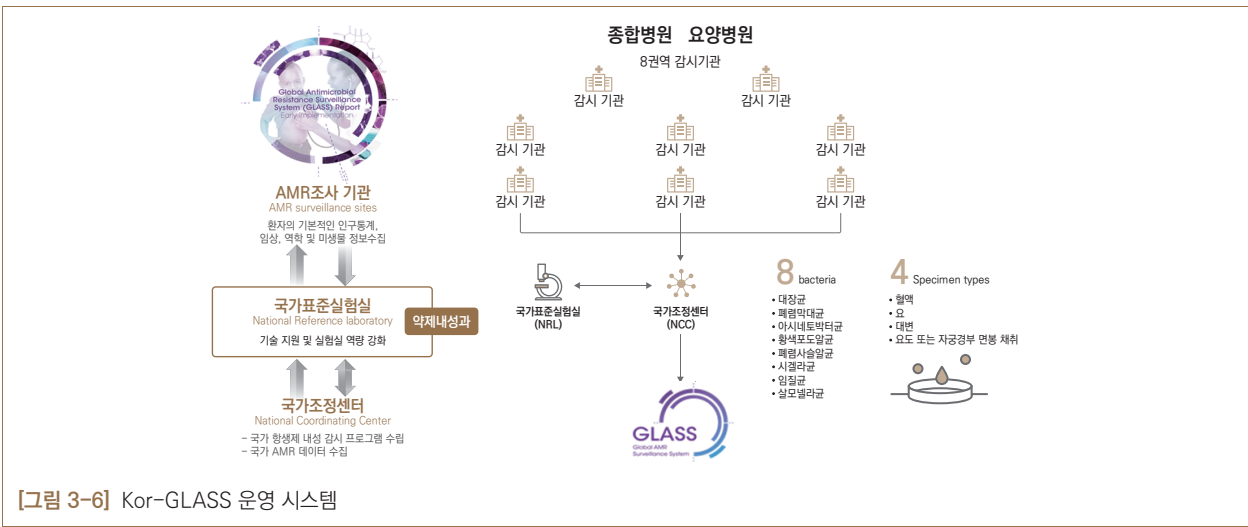 Global Antimicrobial
Resistance Surveillance
System (GLASS) Report
Early implementation
AMR조사 기관
AMR surveillance sites
환자의 기본적인 인구통계,
임상, 역학 및 미생물 정보수집
국가표준실험실
National Reference laboratory
기술 지원 및 실험실 역량 강화
약제내성과
국가조정센터
National Coordinating Center
- 국가 항생제 내성 감시 프로그램 수립
- 국가 AMR 데이터 수집
종합병원 요양병원
8권역 감시기관
감시 기관
감시 기관
감시 기관
감시 기관
감시 기관
감시 기관
감시 기관
감시 기관
국가표준실험실
(NRL)
국가조정센터
(NCC)
GLASS
Global AMR
Surveillance System
8 bacteria
• 대장균
• 폐렴막대균
• 아시네토박터균
• 황색포도알균
• 폐렴사슬알균
• 시겔라균
• 임질균
• 살모넬라균
4 Specimen types
• 혈액
• 요
• 대변
• 요도 또는 자궁경부 면봉 채취
[그림 3-6] Kor-GLASS 운영 시스템